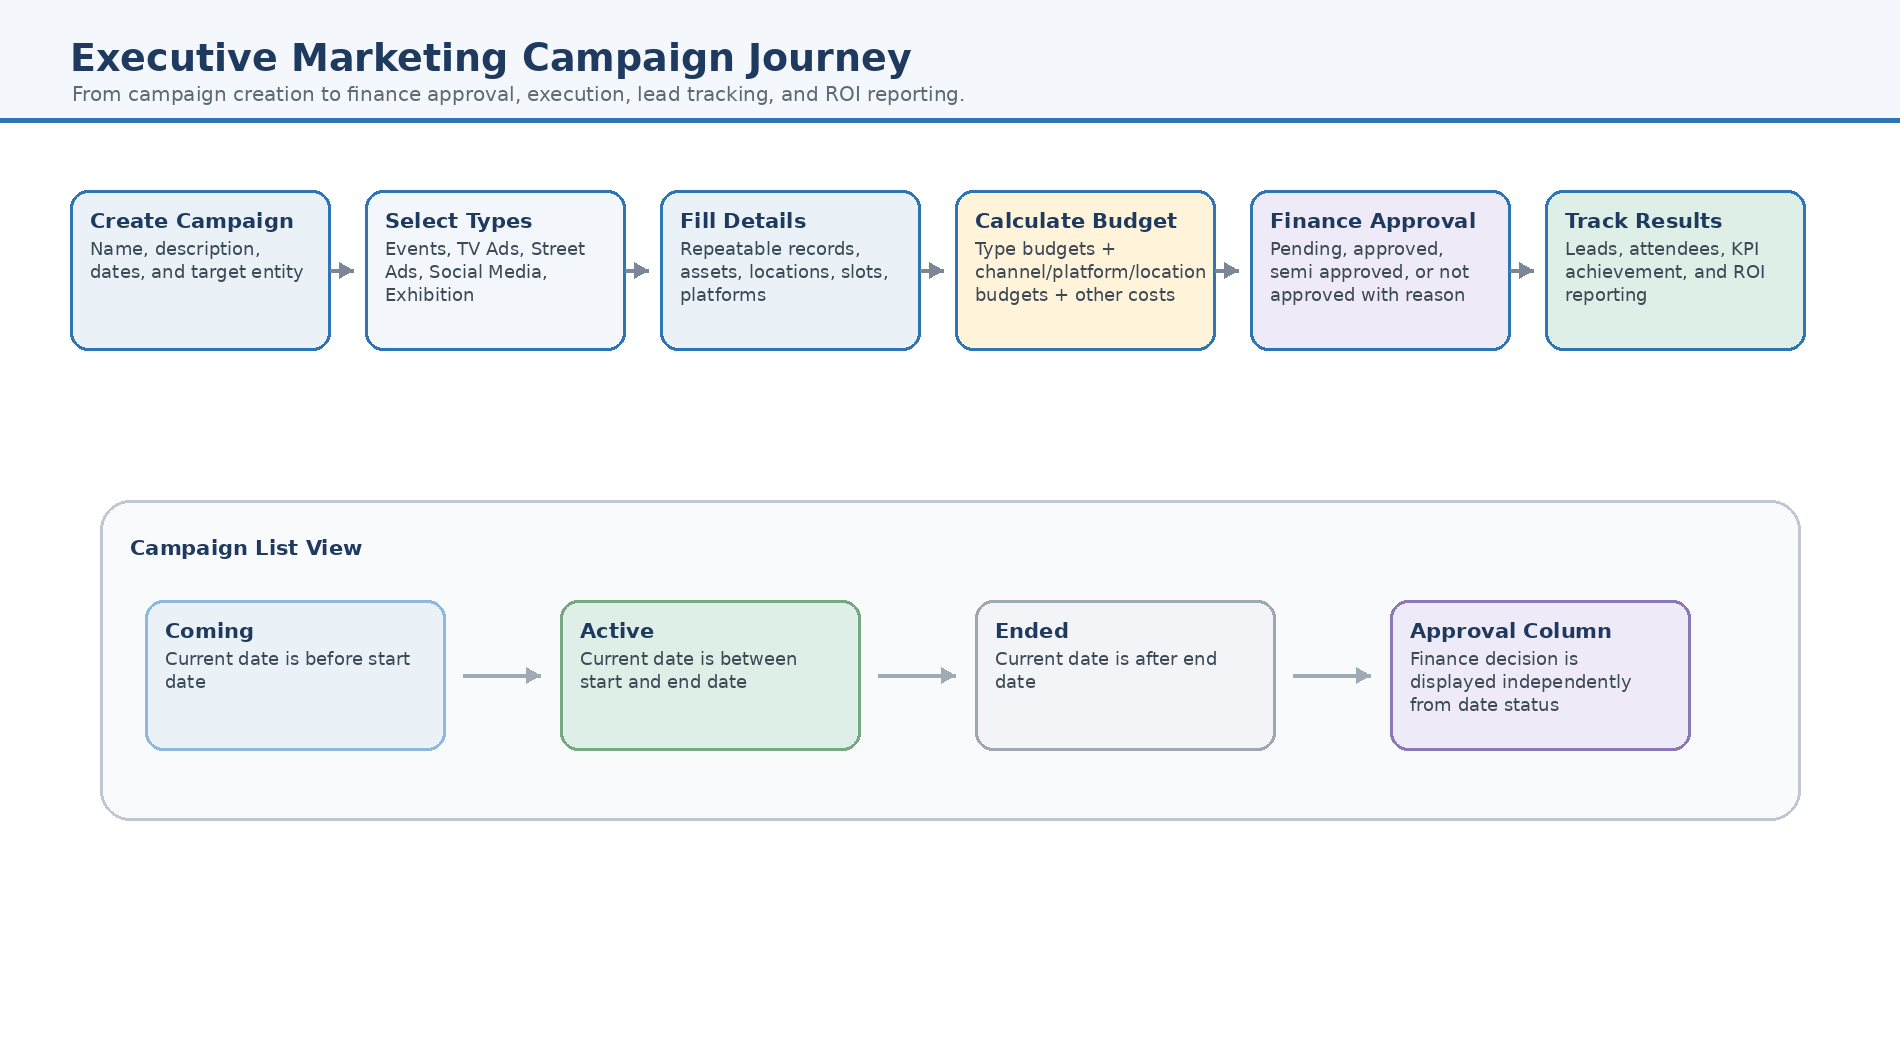 Executive Marketing Campaign Journey
From campaign creation to finance approval, execution, lead tracking, and ROI reporting.
Create Campaign
Name, description,
dates, and target entity
Select Types
Events, TV Ads, Street
Ads, Social Media,
Exhibition
Fill Details
Repeatable records,
assets, locations, slots,
platforms
Calculate Budget
Type budgets +
channel/platform/location
budgets + other costs
Finance Approval
Pending, approved,
semi approved, or not
approved with reason
Track Results
Leads, attendees, KPI
achievement, and ROI
reporting
Campaign List View
Coming
Current date is before start
date
Active
Current date is between
start and end date
Ended
Current date is after end
date
Approval Column
Finance decision is
displayed independently
from date status